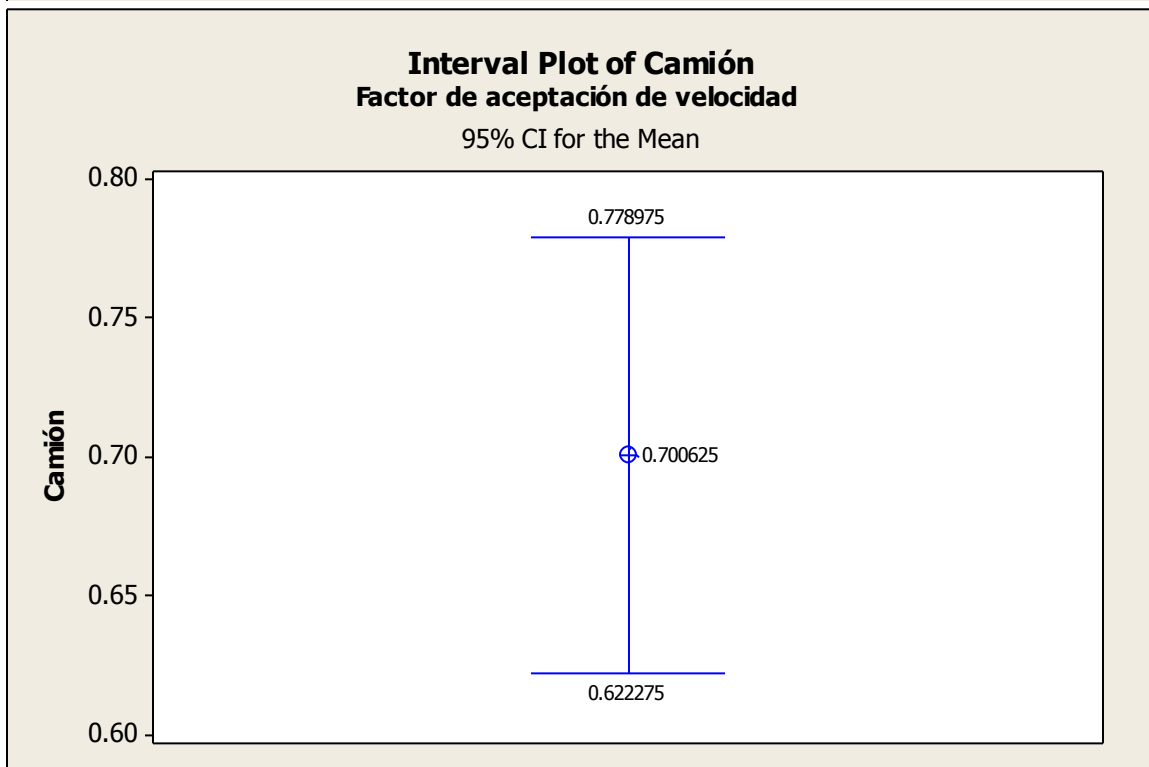 Interval Plot of Camión
Factor de aceptación de velocidad
95% CI for the Mean
0.80
0.778975
0.75
Camión
0.70
0.700625
0.65
0.622275
0.60